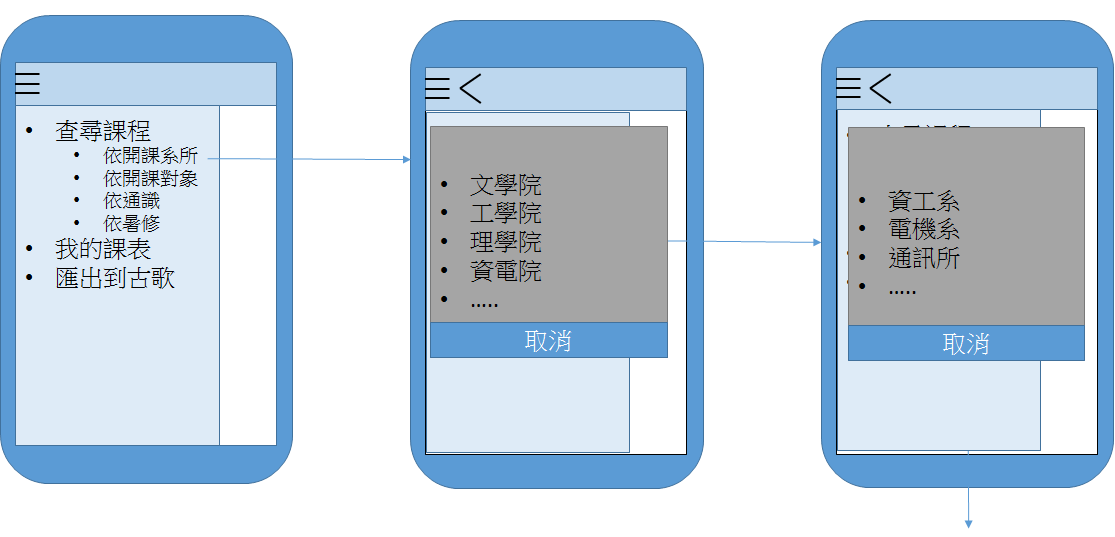 查尋課程
依開課系所
依開課對象
依通識
依暑修
我的課表
匯出到古歌
文學院
工學院
理學院
資電院
.....
取消
資工系
電機系
通訊所
.....
取消